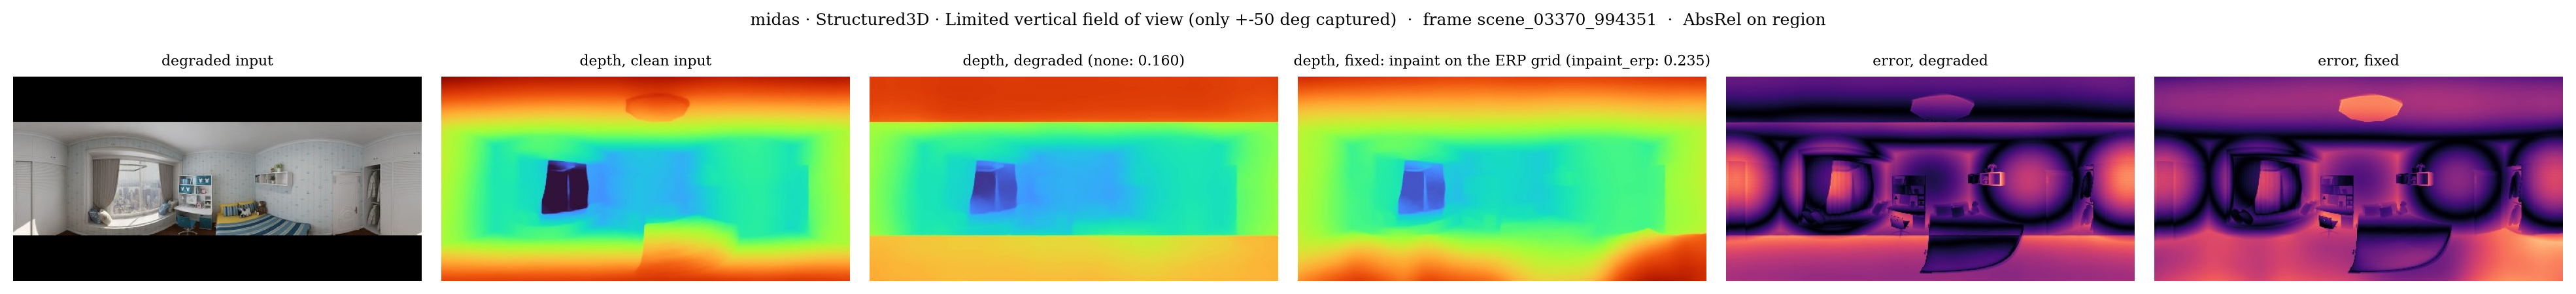 midas · Structured3D · Limited vertical field of view (only +-50 deg captured)  ·  frame scene_03370_994351  ·  AbsRel on region
degraded input
depth, clean input
depth, degraded (none: 0.160)
depth, fixed: inpaint on the ERP grid (inpaint_erp: 0.235)
error, degraded
error, fixed